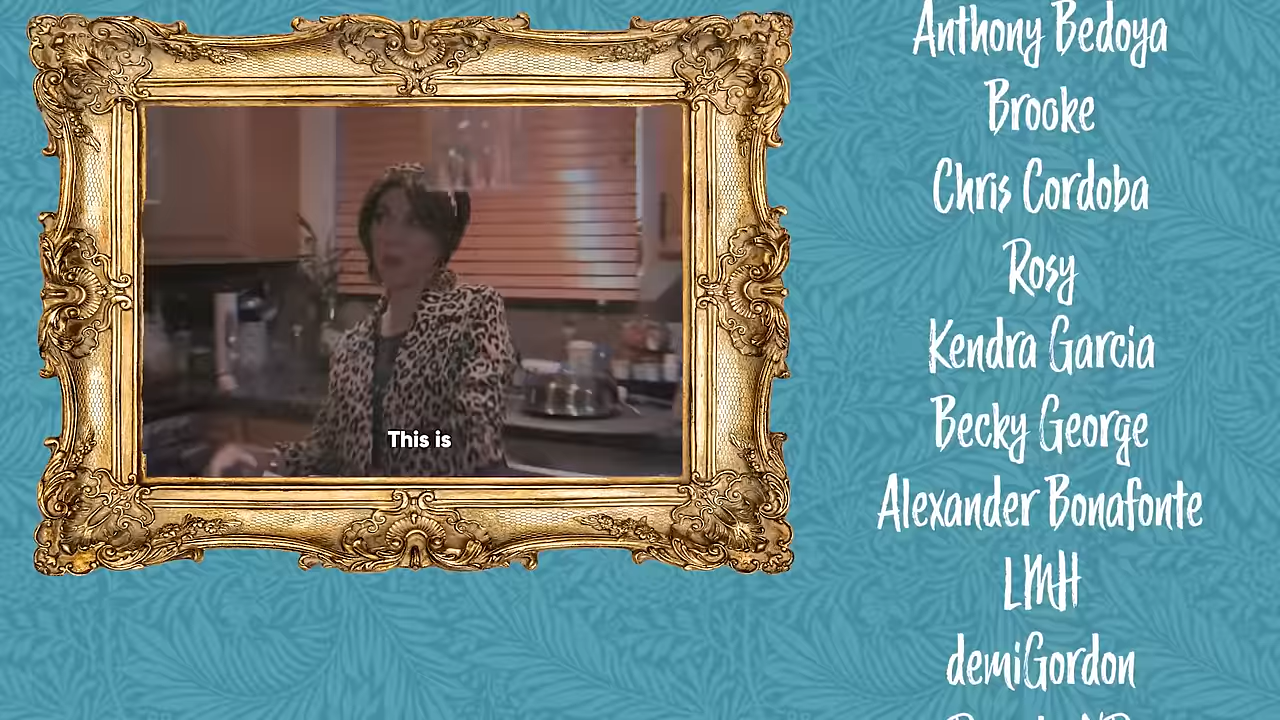 This is
Anthony Bedoya
Brooke
Chris Cordoba
Rosy
Kendra Garcia
Becky George
Alexander Bonafonte
LMH
demiGordon